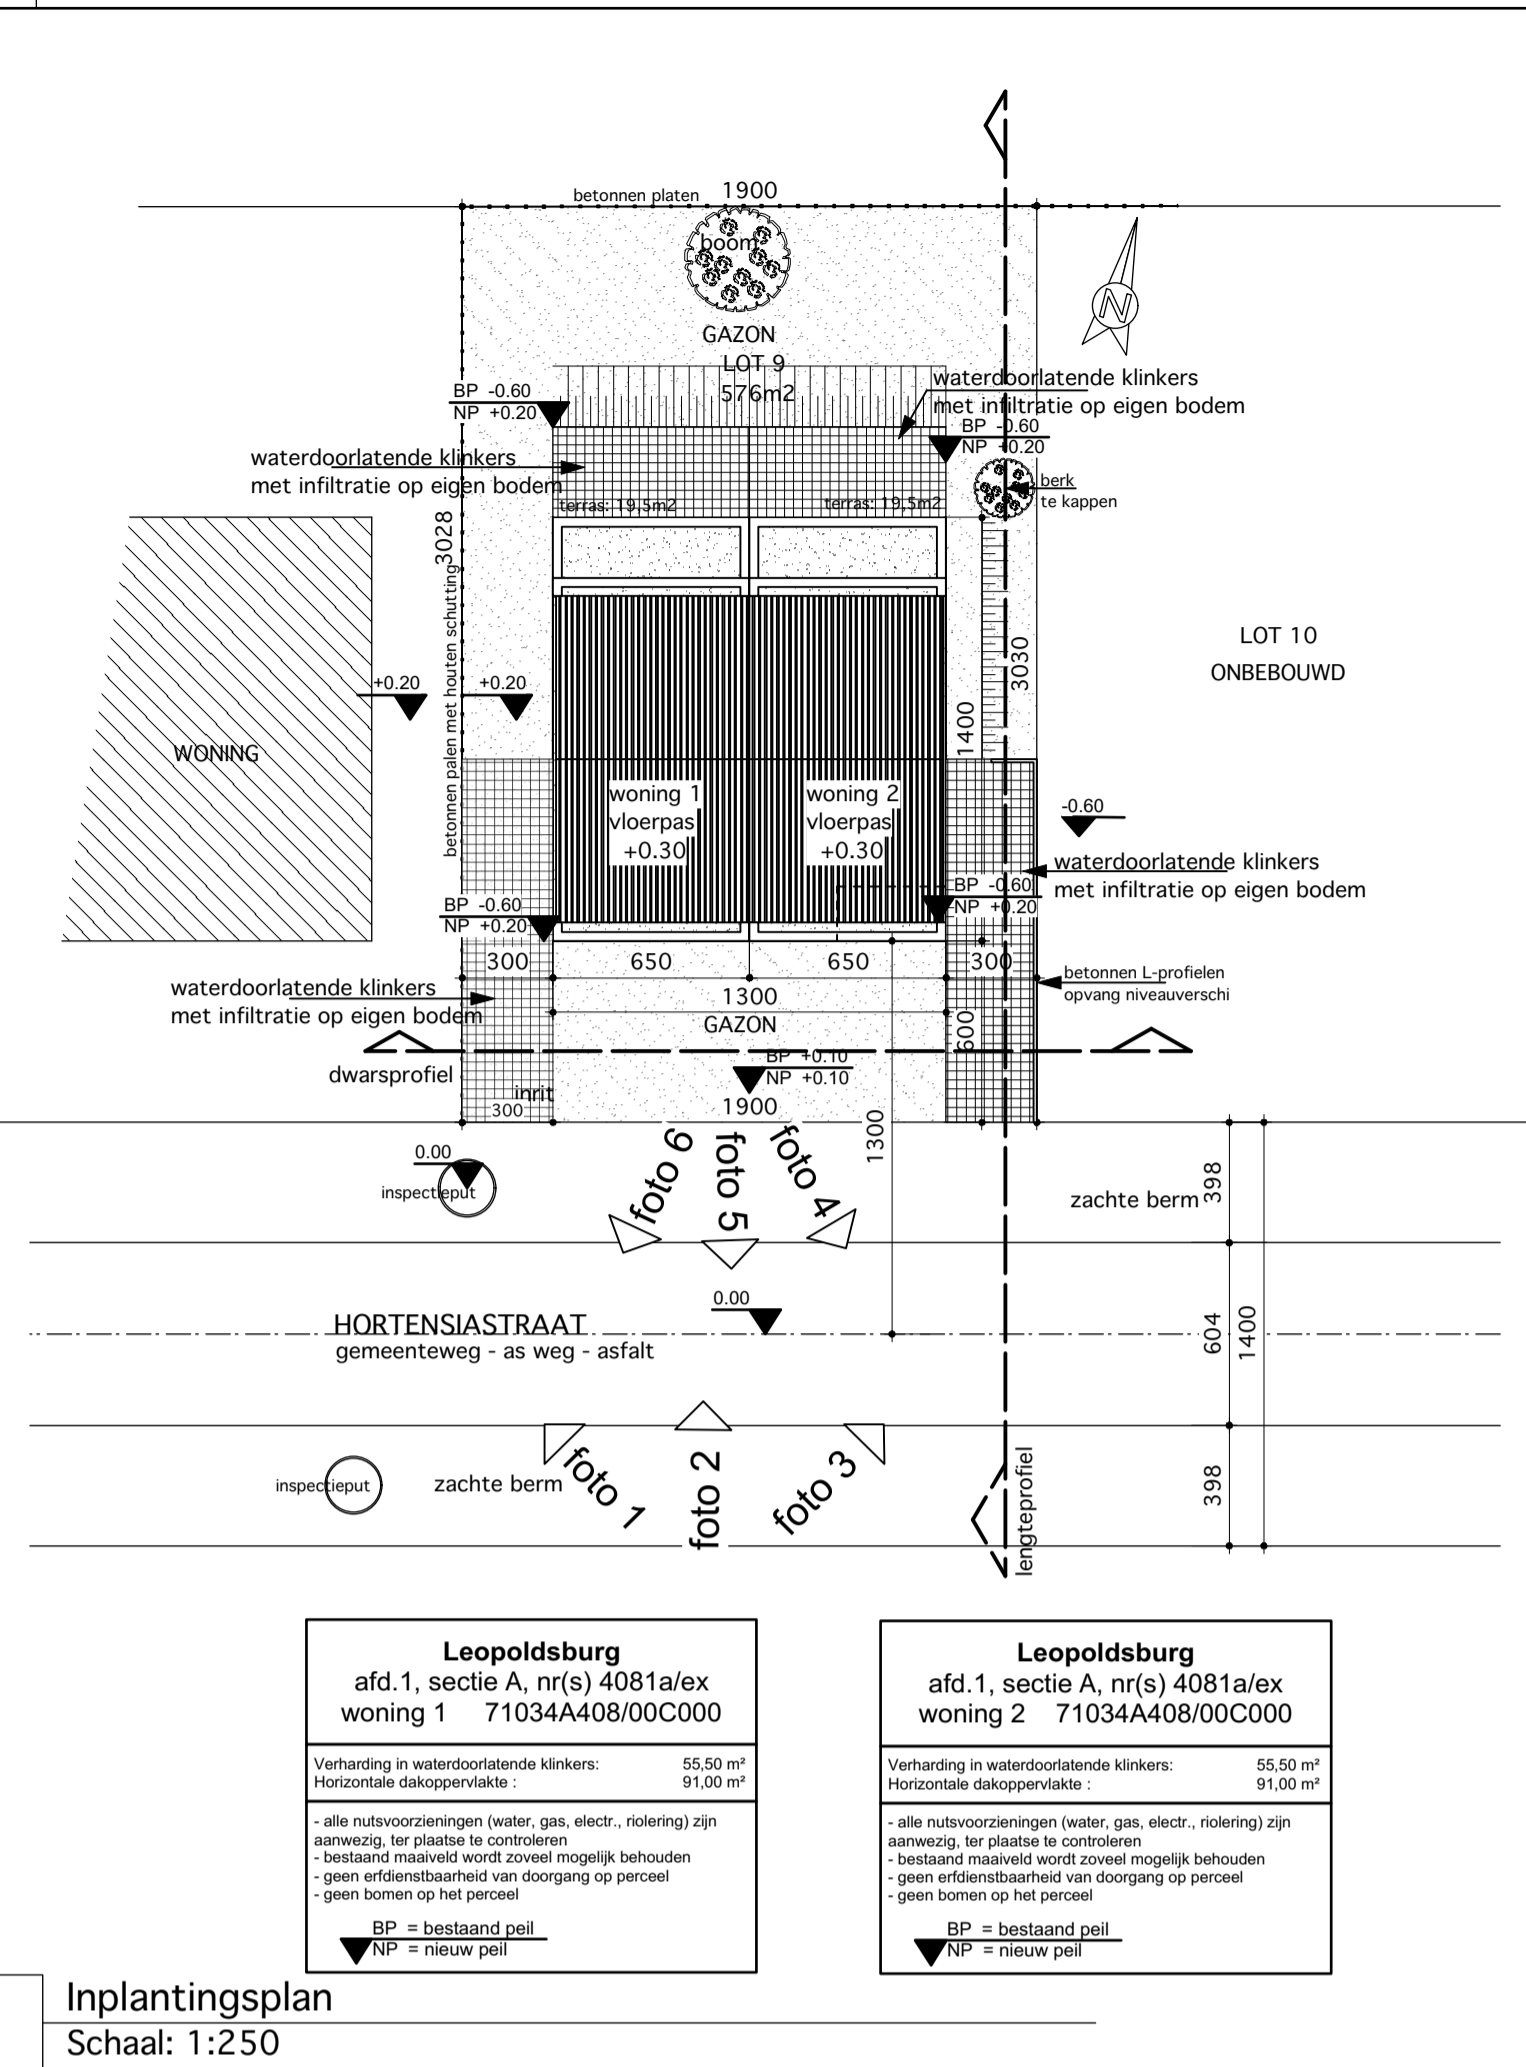 betonnen platen
1900
boom
GAZON
LOT 9
576m2
N
waterdoorlatende klinkers
met infiltratie op eigen bodem
BP -0.60
NP +0.20
BP -0.60
NP +0.20
waterdoorlatende klinkers
met infiltratie op eigen bodem
berk
te kappen
terras: 19,5m2
terras: 19,5m2
3028
betonnen palen met houten schutting
3030
1400
LOT 10
ONBEBOUWD
+0.20
+0.20
WONING
woning 1
vloerpas
+0.30
woning 2
vloerpas
+0.30
-0.60
waterdoorlatende klinkers
met infiltratie op eigen bodem
BP -0.60
NP +0.20
BP -0.60
NP +0.20
300
650
650
300
betonnen L-profielen
opvang niveauverschi
waterdoorlatende klinkers
met infiltratie op eigen bodem
1300
GAZON
600
dwarsprofiel
BP +0.10
NP +0.10
inrit
300
1900
1300
0.00
inspectieput
foto 6
foto 5
foto 4
zachte berm
398
0.00
HORTENSIASTRAAT
gemeenteweg - as weg - asfalt
604
1400
inspectieput
zachte berm
foto 1
foto 2
foto 3
lengteprofiel
398
Leopoldsburg
afd.1, sectie A, nr(s) 4081a/ex
woning 1 71034A408/00C000
Verharding in waterdoorlatende klinkers: 55,50 m²
Horizontale dakoppervlakte : 91,00 m²
- alle nutsvoorzieningen (water, gas, electr., riolering) zijn
aanwezig, ter plaatse te controleren
- bestaand maaiveld wordt zoveel mogelijk behouden
- geen erfdienstbaarheid van doorgang op perceel
- geen bomen op het perceel
BP = bestaand peil
NP = nieuw peil
Leopoldsburg
afd.1, sectie A, nr(s) 4081a/ex
woning 2 71034A408/00C000
Verharding in waterdoorlatende klinkers: 55,50 m²
Horizontale dakoppervlakte : 91,00 m²
- alle nutsvoorzieningen (water, gas, electr., riolering) zijn
aanwezig, ter plaatse te controleren
- bestaand maaiveld wordt zoveel mogelijk behouden
- geen erfdienstbaarheid van doorgang op perceel
- geen bomen op het perceel
BP = bestaand peil
NP = nieuw peil
Inplantingsplan
Schaal: 1:250